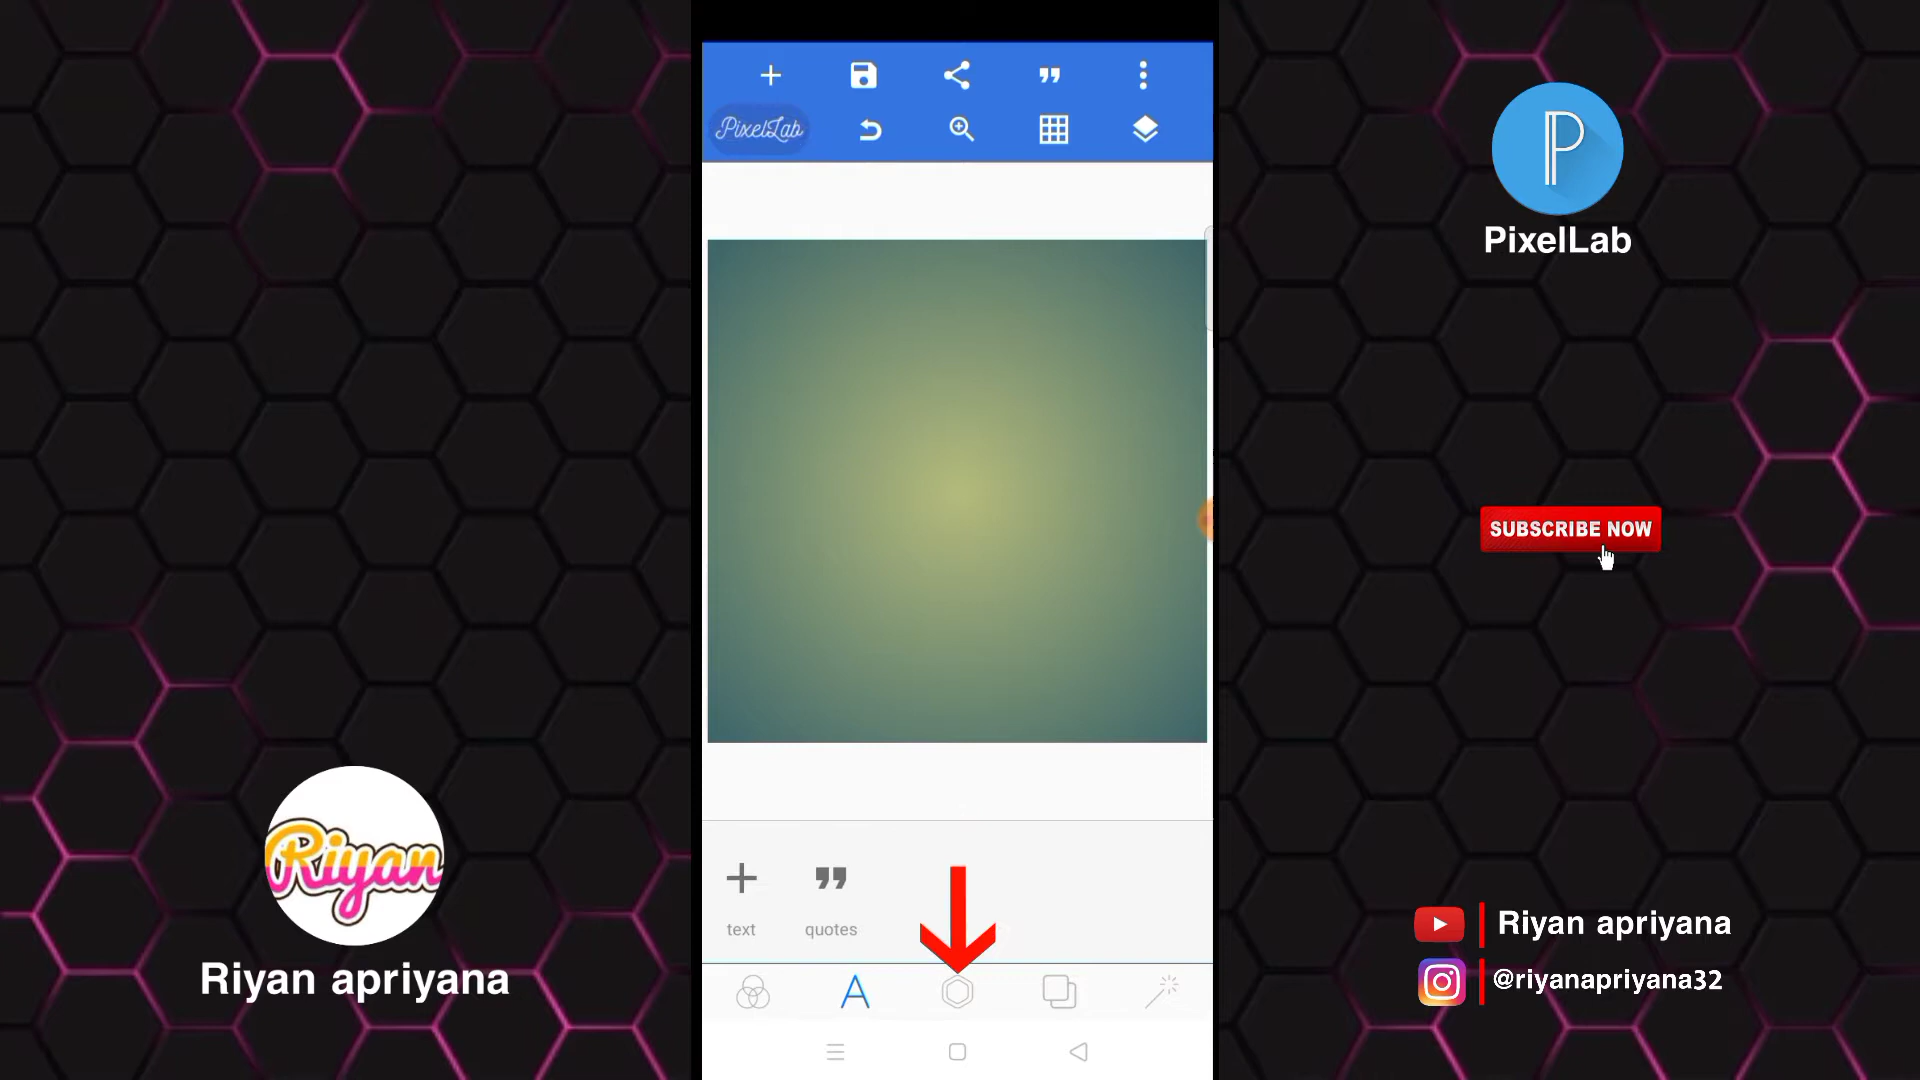 PixelLab
PixelLab
SUBSCRIBE NOW
text
quotes
Riyan
Riyan apriyana
Riyan apriyana
@riyanapriyana32